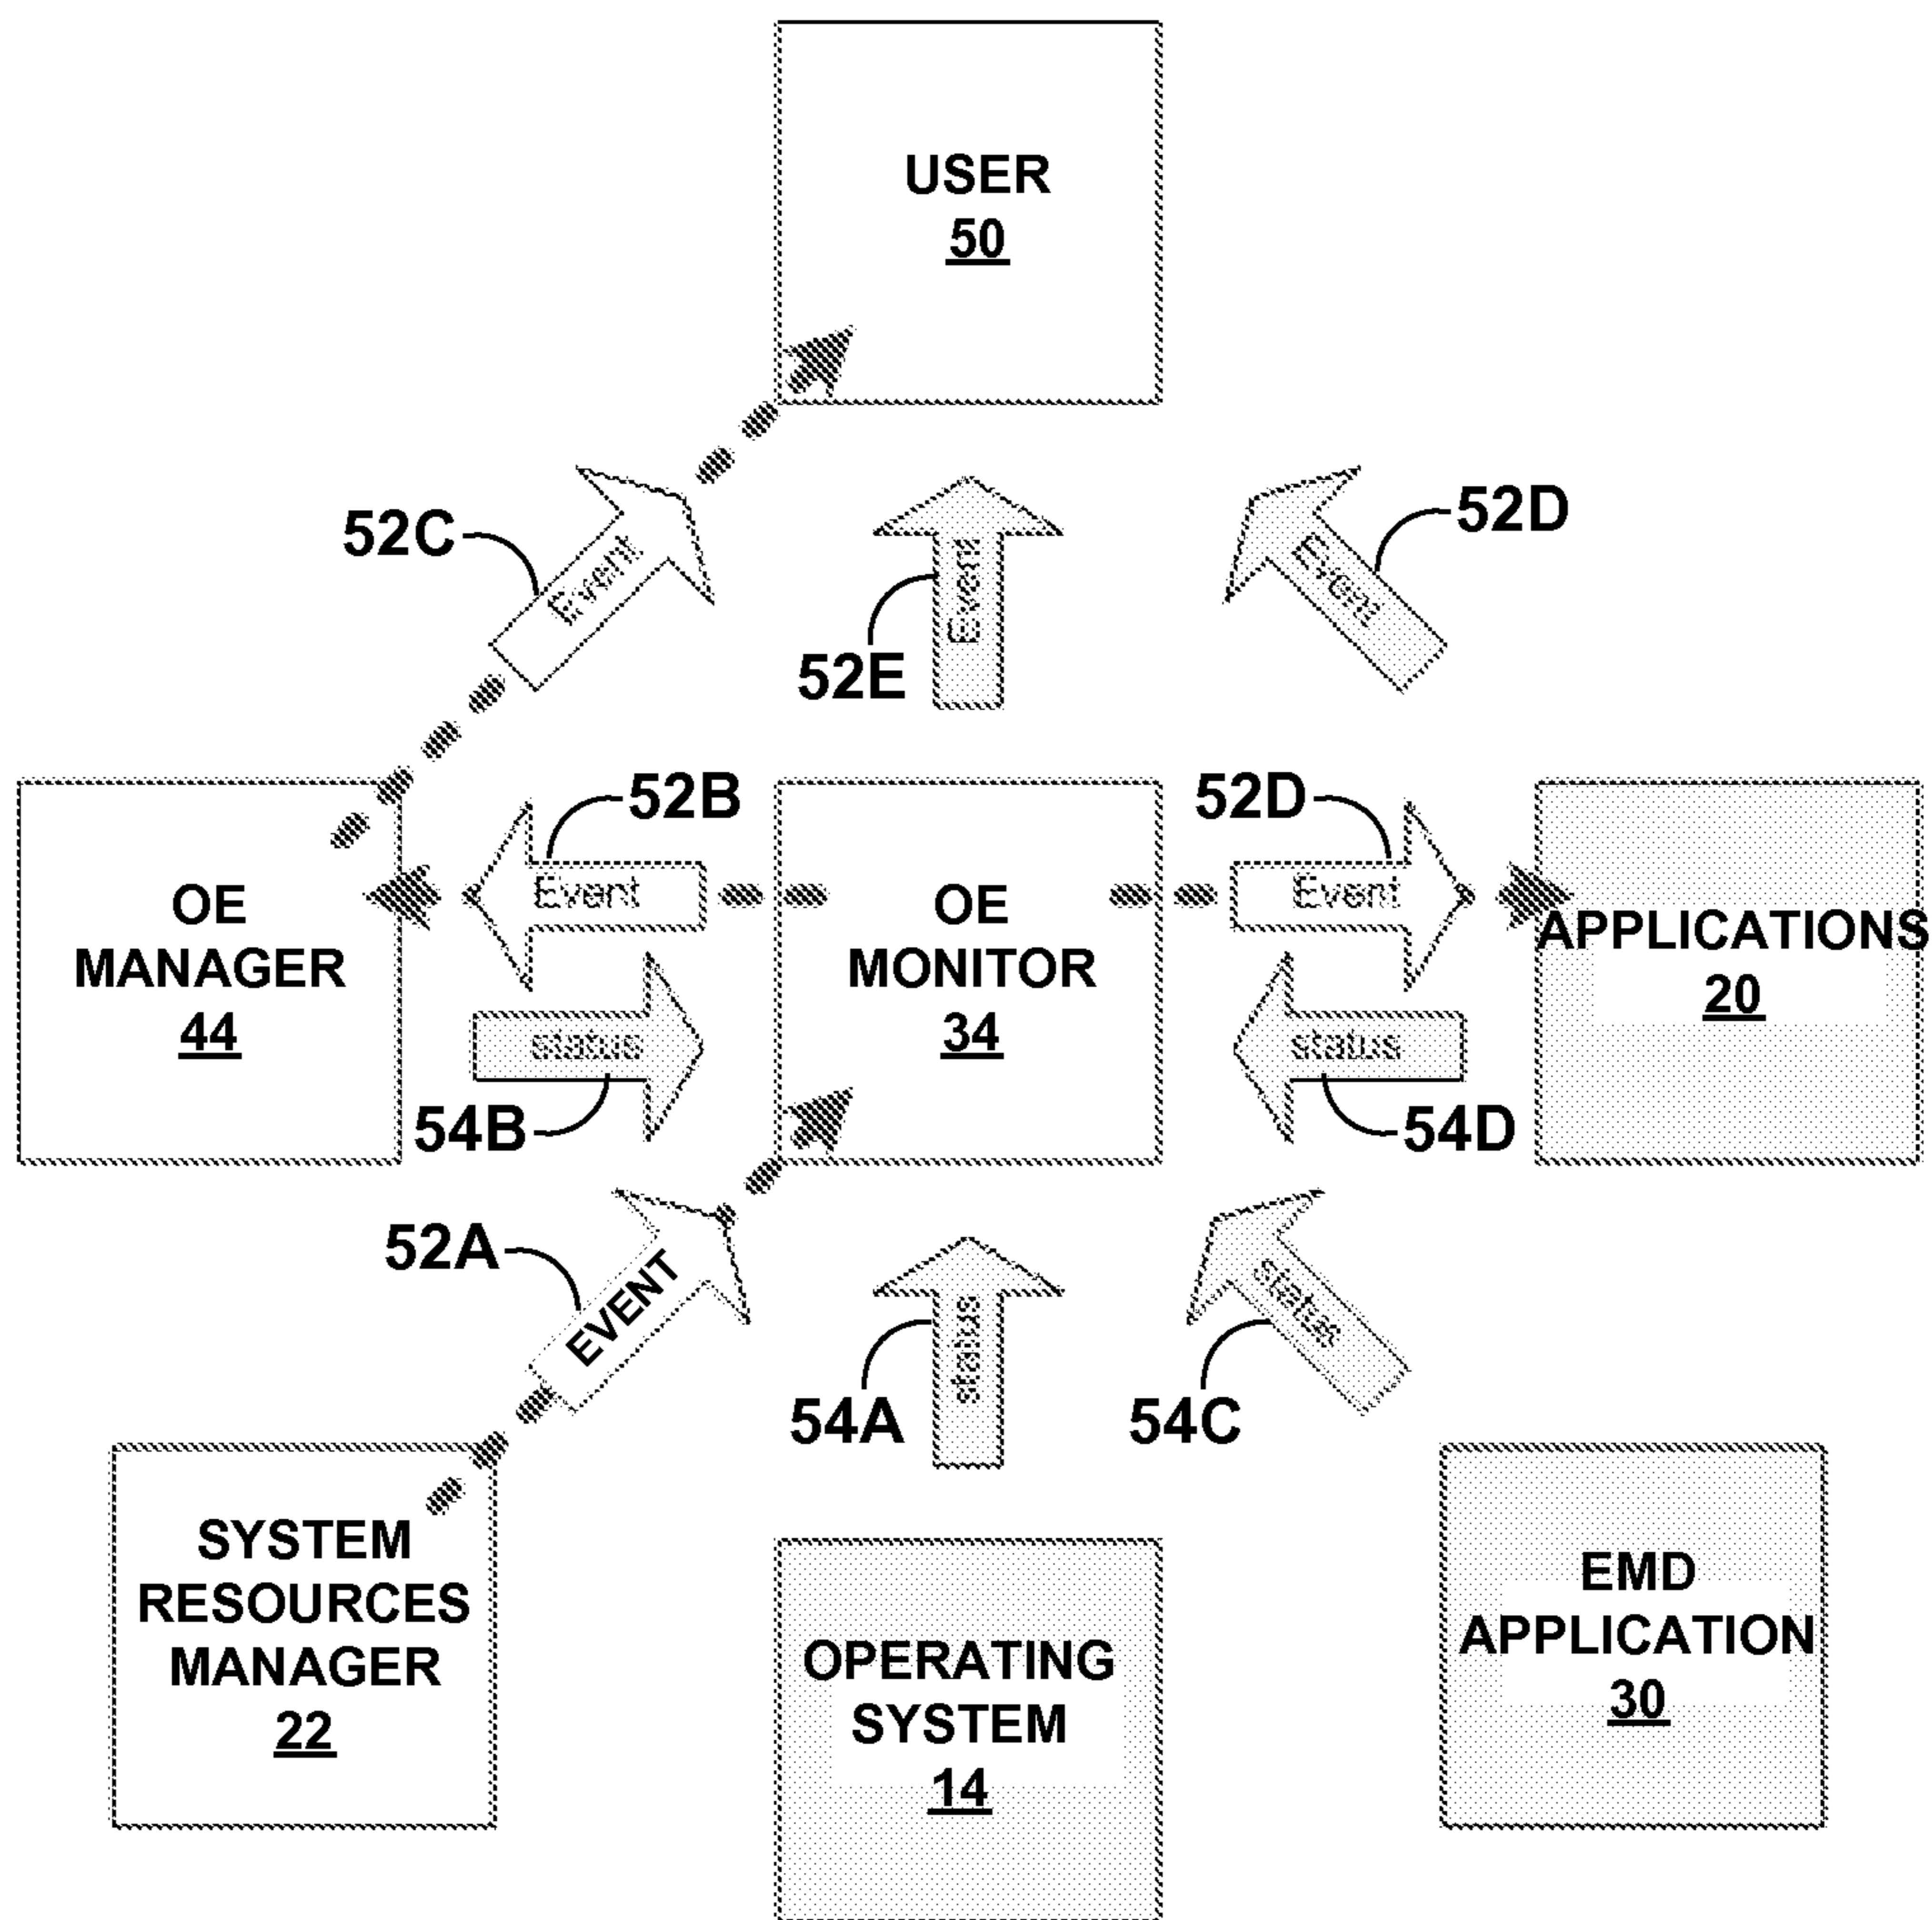 USER
50
52C
Event
52E
Event
52D
Event
52B
52D
OE
MANAGER
44
Event
OE
MONITOR
34
Event
APPLICATIONS
20
status
status
54B
54D
52A
EVENT
54A
status
54C
status
SYSTEM
RESOURCES
MANAGER
22
OPERATING
SYSTEM
14
EMD
APPLICATION
30